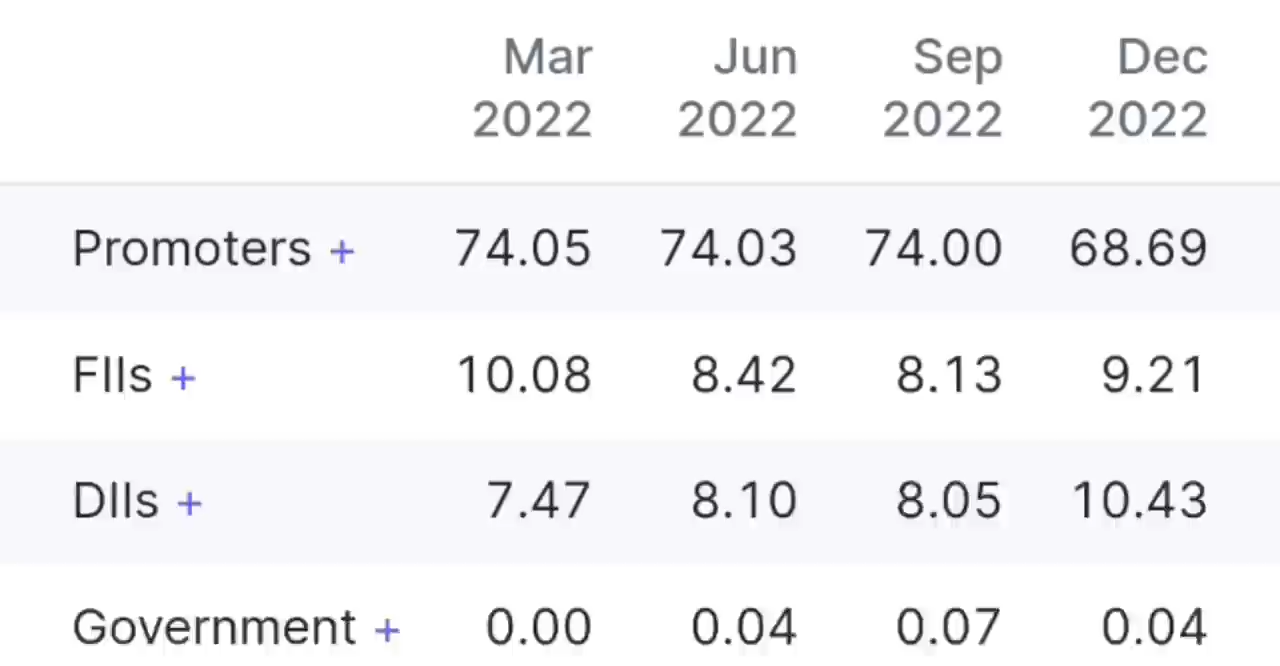 Mar Jun Sep Dec
2022 2022 2022 2022
Promoters + 74.05 74.03 74.00 68.69
FIIs + 10.08 8.42 8.13 9.21
DIIs + 7.47 8.10 8.05 10.43
Government + 0.00 0.04 0.07 0.04